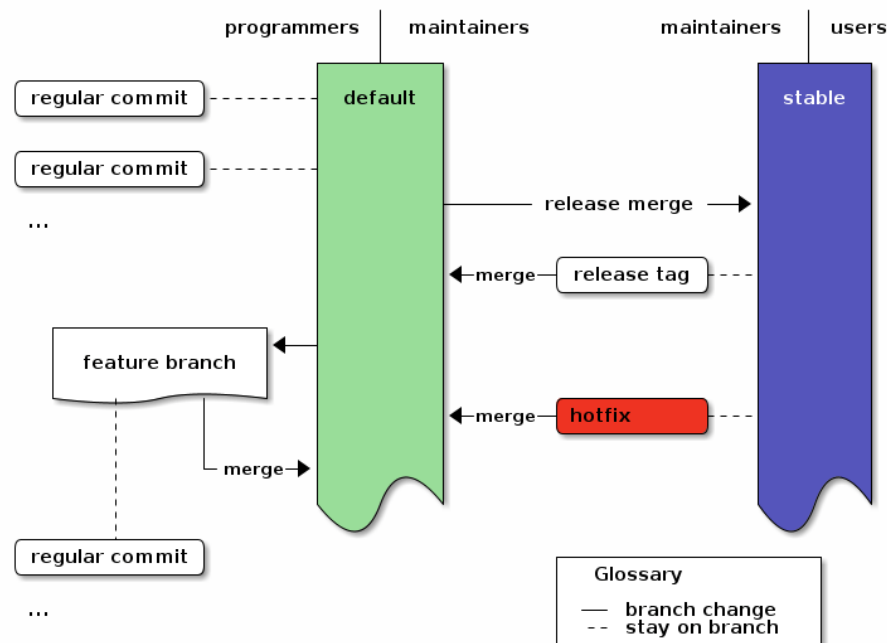 programmers maintainers maintainers users
regular commit default stable
regular commit
...
release merge
merge release tag
feature branch
merge hotfix
merge
regular commit
...
Glossary
branch change
stay on branch